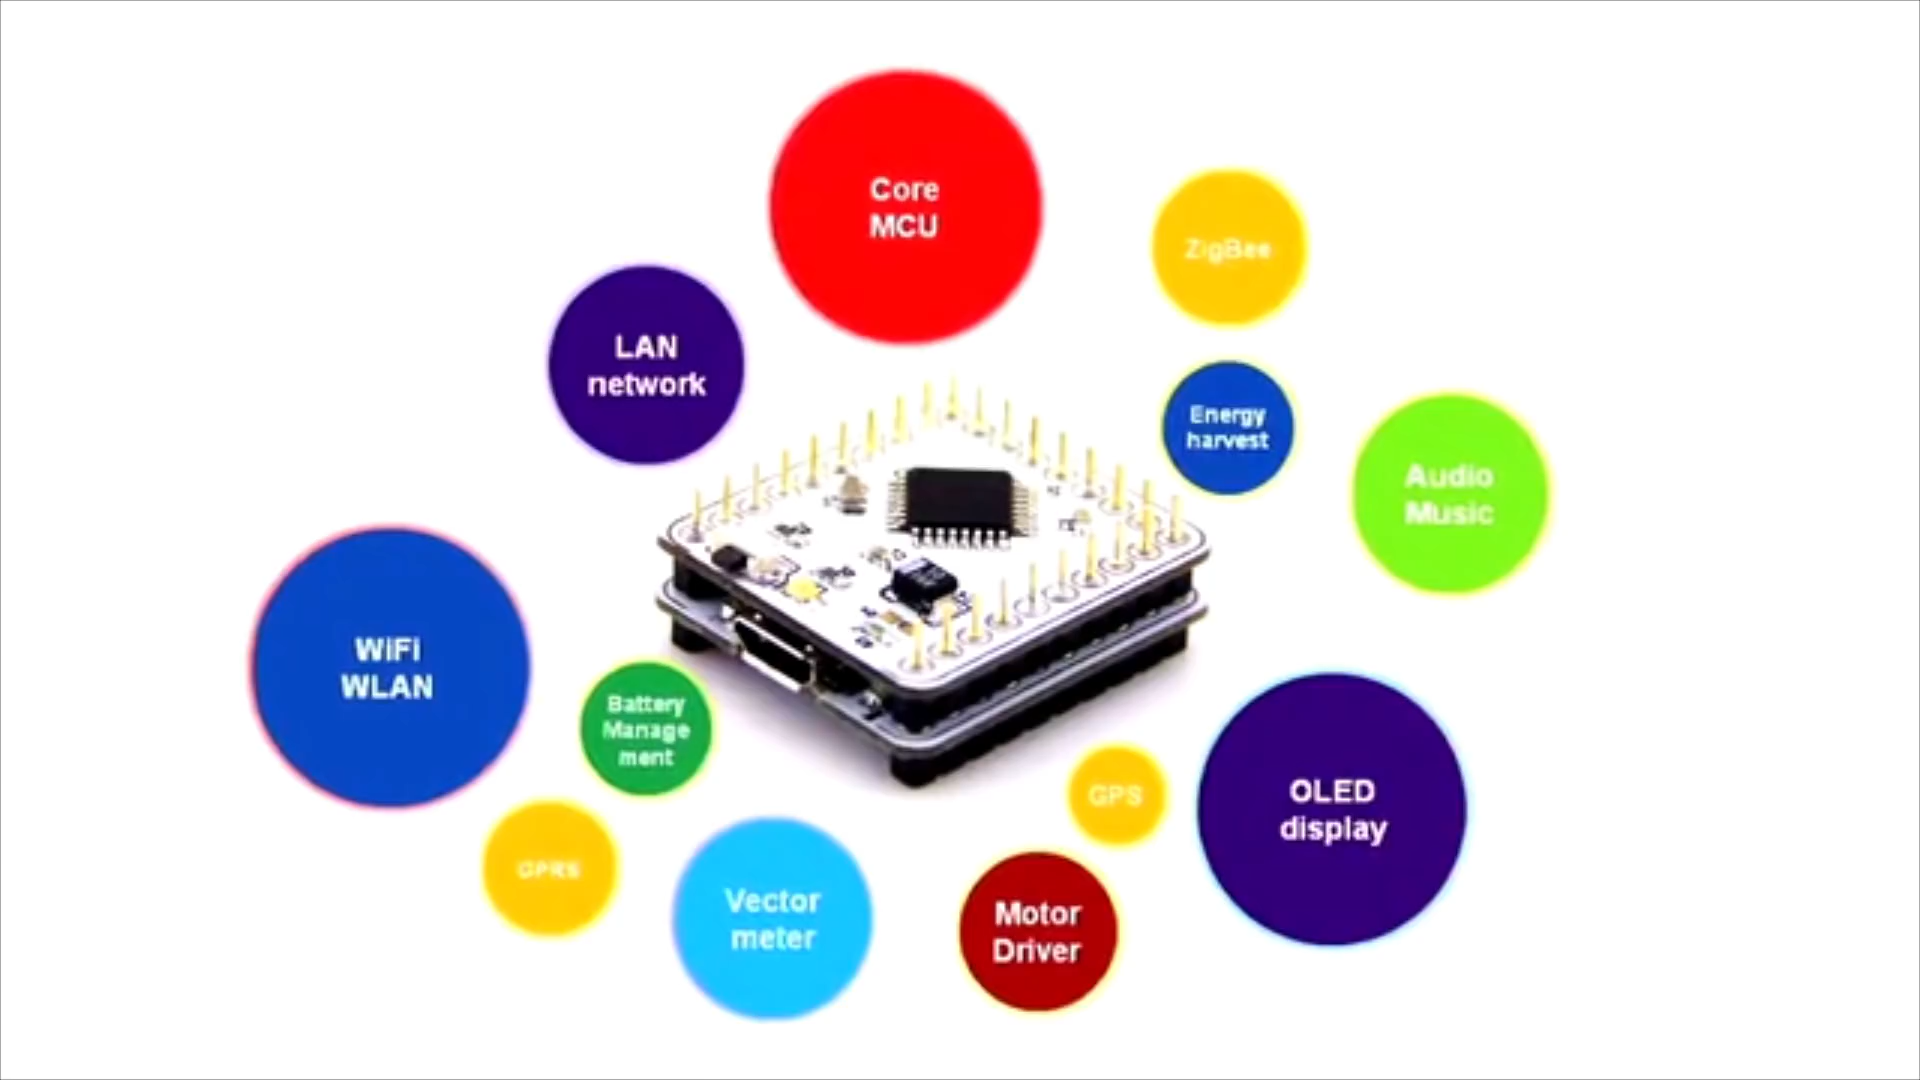 Core
MCU
ZigBee
LAN
network
Energy
harvest
Audio
Music
WiFi
WLAN
Battery
Manage
ment
GPS
OLED
display
GPRS
Vector
meter
Motor
Driver